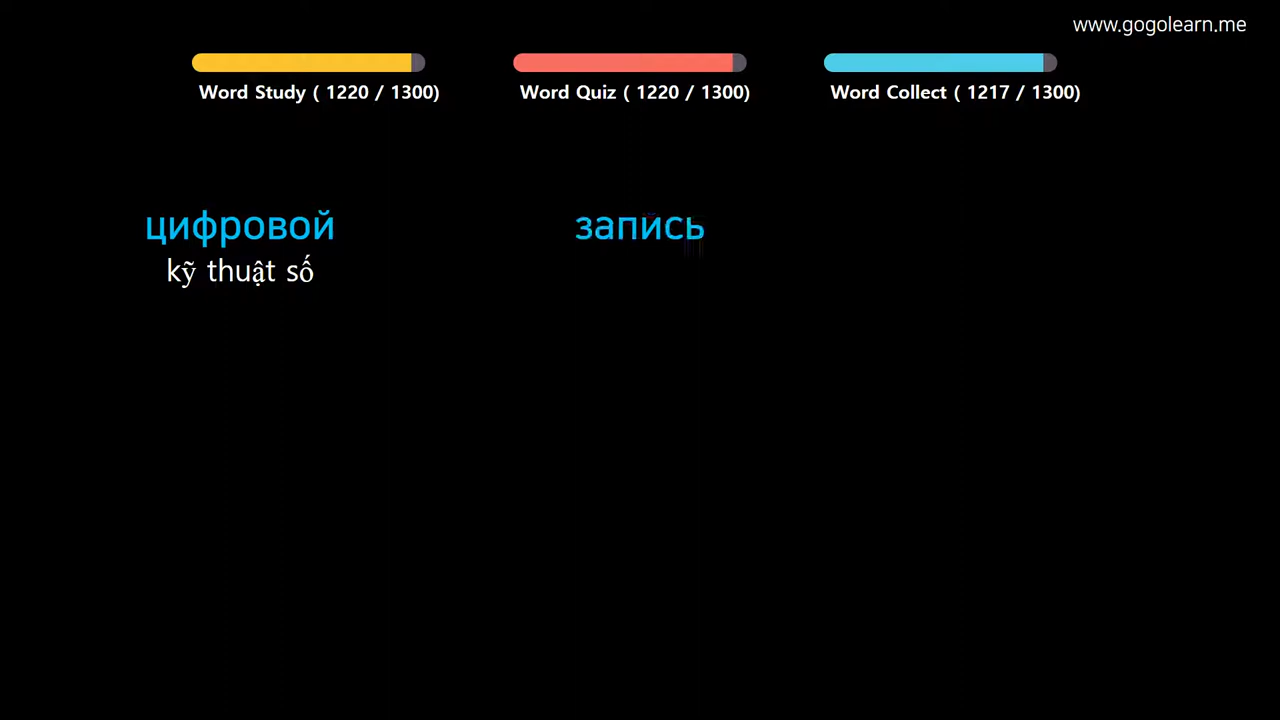 www.gogolearn.me
Word Study ( 1220 / 1300)
Word Quiz ( 1220 / 1300)
Word Collect ( 1217 / 1300)
цифровой
kỹ thuật số
запись